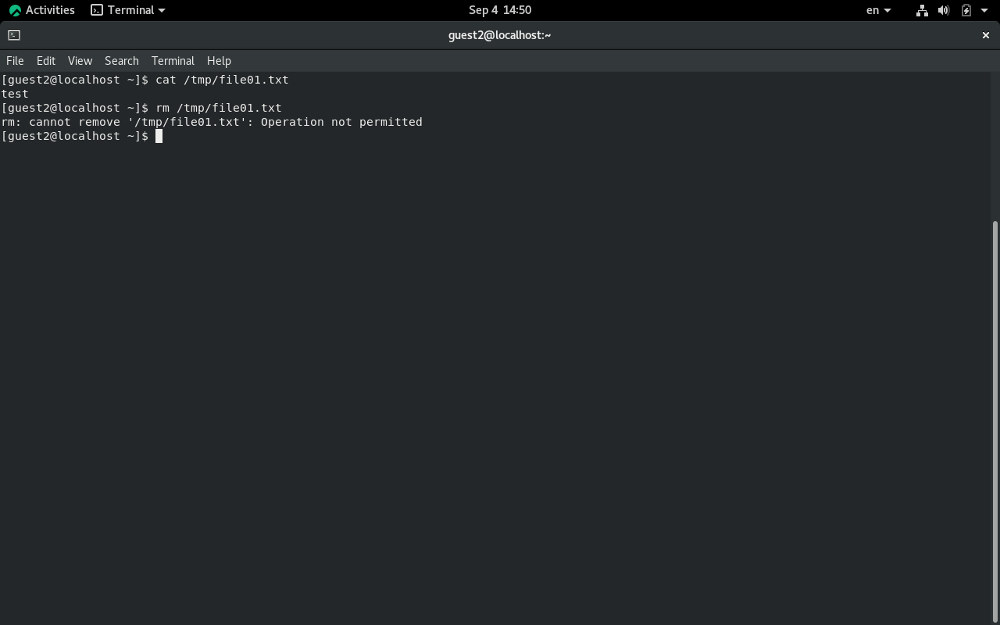 Activities Terminal Sep 4 14:50 en
guest2@localhost:~
File Edit View Search Terminal Help
[guest2@localhost ~]$ cat /tmp/file01.txt
test
[guest2@localhost ~]$ rm /tmp/file01.txt
rm: cannot remove '/tmp/file01.txt': Operation not permitted
[guest2@localhost ~]$